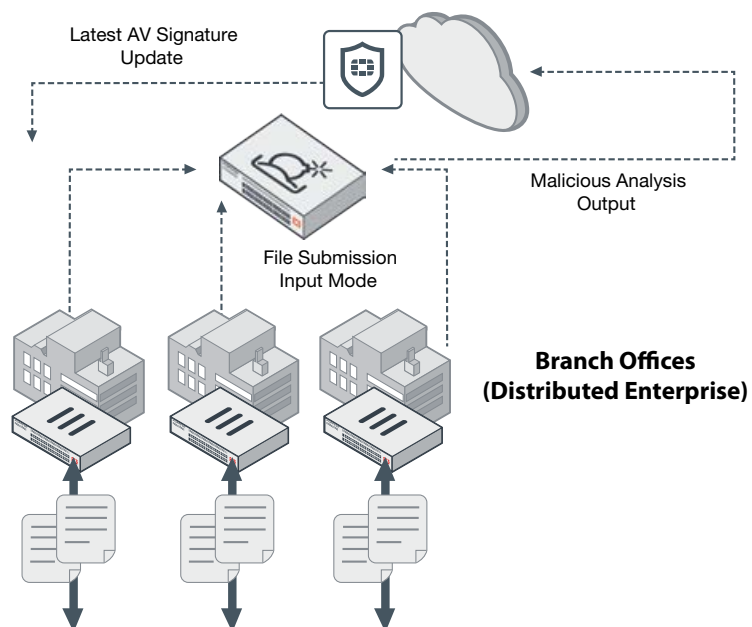 Latest AV Signature
Update
Malicious Analysis
Output
File Submission
Input Mode
Branch Offices
(Distributed Enterprise)